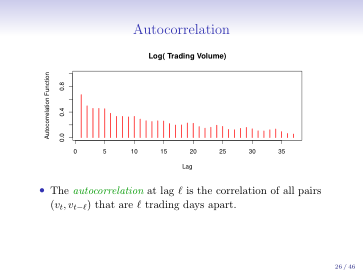 Autocorrelation
Log( Trading Volume)
Autocorrelation Function
0.8
0.4
0.0
0 5 10 15 20 25 30 35
Lag
• The autocorrelation at lag ℓ is the correlation of all pairs
(vₜ, vₜ₋ℓ) that are ℓ trading days apart.
26 / 46